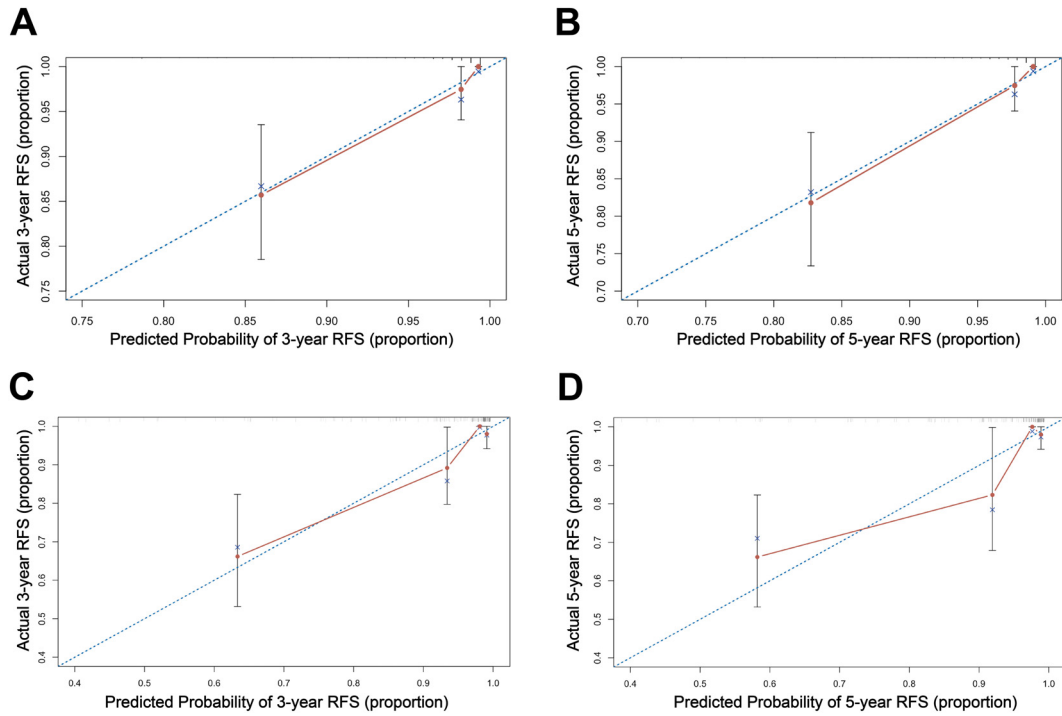 A
Actual 3-year RFS (proportion)
1.00
0.95
0.90
0.85
0.80
0.75
0.75 0.80 0.85 0.90 0.95 1.00
Predicted Probability of 3-year RFS (proportion)
B
Actual 5-year RFS (proportion)
1.00
0.95
0.90
0.85
0.80
0.75
0.70
0.70 0.75 0.80 0.85 0.90 0.95 1.00
Predicted Probability of 5-year RFS (proportion)
C
Actual 3-year RFS (proportion)
1.0
0.9
0.8
0.7
0.6
0.5
0.4
0.4 0.5 0.6 0.7 0.8 0.9 1.0
Predicted Probability of 3-year RFS (proportion)
D
Actual 5-year RFS (proportion)
1.0
0.9
0.8
0.7
0.6
0.5
0.4
0.4 0.5 0.6 0.7 0.8 0.9 1.0
Predicted Probability of 5-year RFS (proportion)